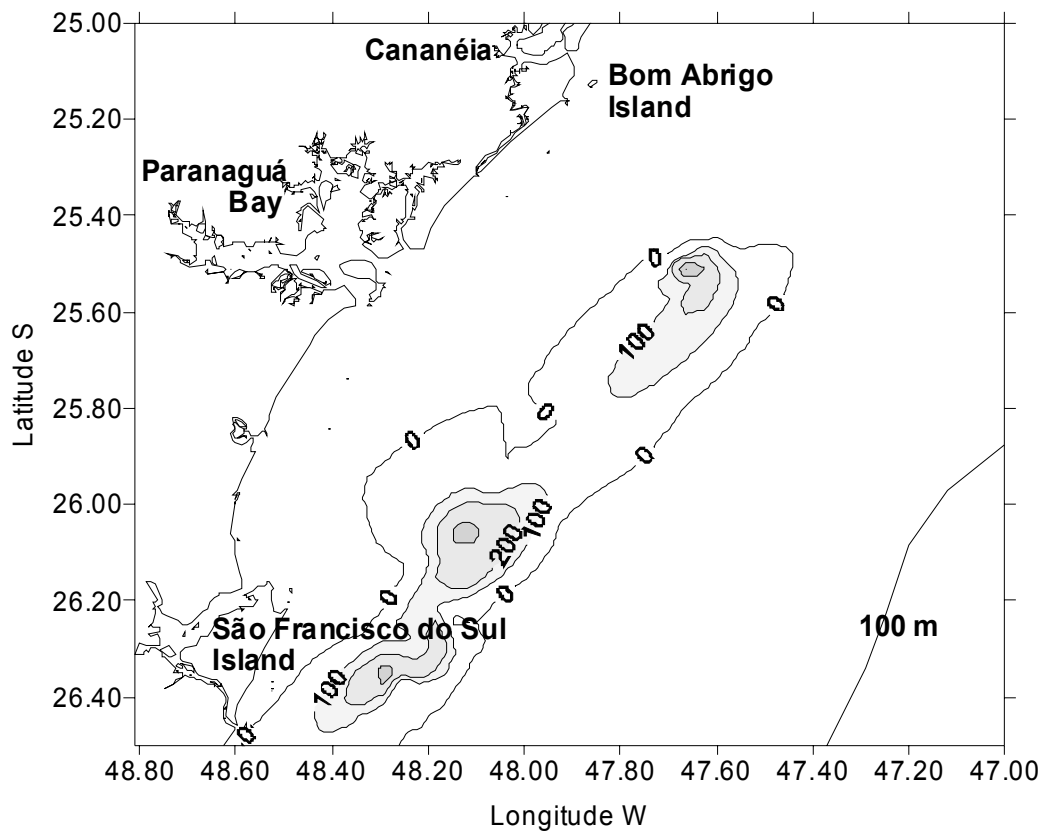 25.00
Cananéia
Bom Abrigo
Island
25.20
Paranaguá
Bay
25.40
0
0
25.60
100
25.80
0
0
0
26.00
100
200
26.20
0
0
São Francisco do Sul
Island
100 m
100
26.40
0
48.80 48.60 48.40 48.20 48.00 47.80 47.60 47.40 47.20 47.00
Longitude W
Latitude S